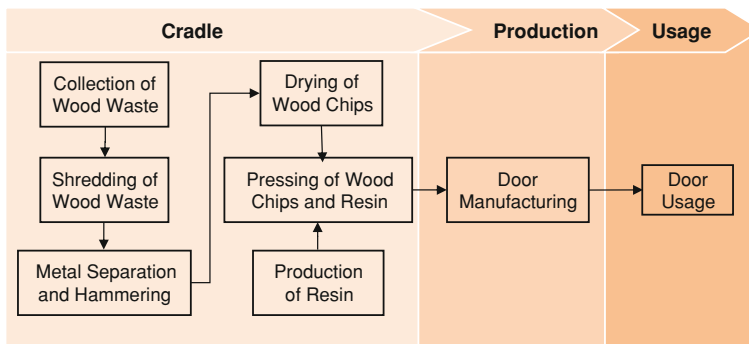 Cradle
Production
Usage
Collection of
Wood Waste
Shredding of
Wood Waste
Metal Separation
and Hammering
Drying of
Wood Chips
Pressing of Wood
Chips and Resin
Production
of Resin
Door
Manufacturing
Door
Usage